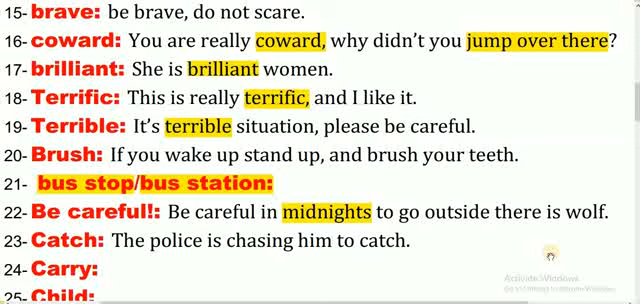 15- brave: be brave, do not scare.
16- coward: You are really coward, why didn't you jump over there?
17- brilliant: She is brilliant women.
18- Terrific: This is really terrific, and I like it.
19- Terrible: It's terrible situation, please be careful.
20- Brush: If you wake up stand up, and brush your teeth.
21- bus stop/bus station:
22- Be careful!: Be careful in midnights to go outside there is wolf.
23- Catch: The police is chasing him to catch.
24- Carry:
Activate Windows
25- Child: